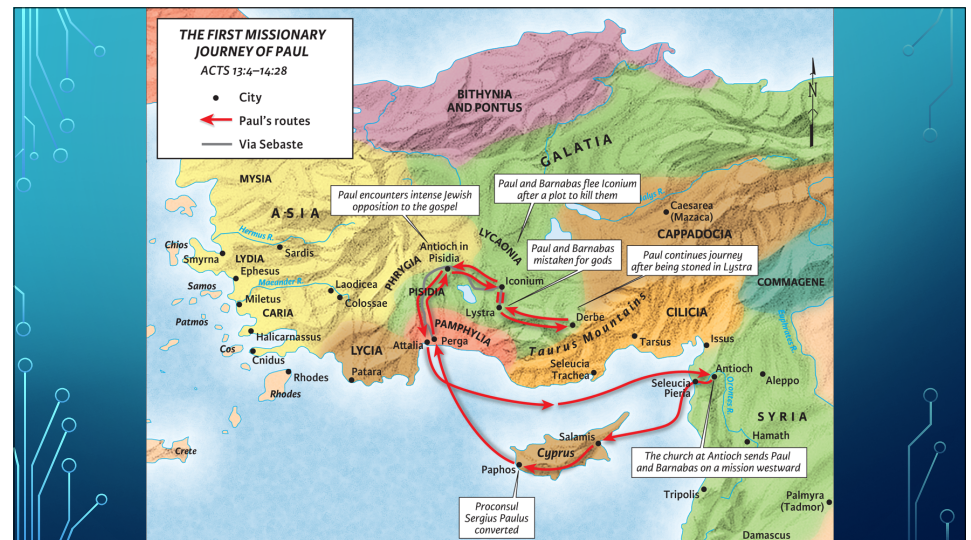 THE FIRST MISSIONARY
JOURNEY OF PAUL
ACTS 13:4–14:28
City
Paul's routes
Via Sebaste
N
BITHYNIA
AND PONTUS
GALATIA
MYSIA
ASIA
Paul encounters intense Jewish
opposition to the gospel
Paul and Barnabas flee Iconium
after a plot to kill them
Caesarea
(Mazaca)
CAPPADOCIA
Hermus R.
LYCAONIA
Chios
Smyrna
LYDIA
Sardis
Antioch in
Pisidia
Paul and Barnabas
mistaken for gods
Paul continues journey
after being stoned in Lystra
Ephesus
PHRYGIA
Samos
Maeander R.
Laodicea
Colossae
PISIDIA
Iconium
COMMAGENE
Miletus
CARIA
Lystra
Derbe
CILICIA
Euphrates R.
Patmos
Halicarnassus
PAMPHYLIA
Taurus Mountains
Tarsus
Issus
Cos
Cnidus
LYCIA
Attalia
Perga
Seleucia
Trachea
Antioch
Aleppo
Rhodes
Patara
Seleucia
Pieria
Orontes R.
Rhodes
SYRIA
Salamis
Hamath
Crete
Cyprus
Paphos
The church at Antioch sends Paul
and Barnabas on a mission westward
Proconsul
Sergius Paulus
converted
Tripolis
Palmyra
(Tadmor)
Damascus